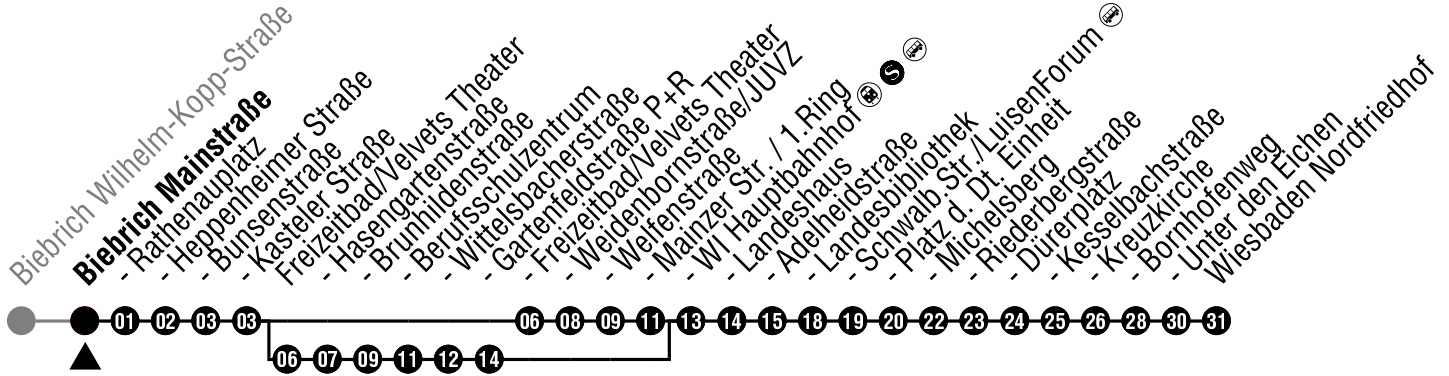 Biebrich Wilhelm-Kopp-Straße
Biebrich Mainstraße
- Rathenauplatz
- Heppenheimer Straße
- Bunsenstraße
- Kasteler Straße
Freizeitbad/Velvets Theater
- Hasengartenstraße
- Brunhildenstraße
- Berufsschulzentrum
- Wittelsbacherstraße
- Gartenfeldstraße P+R
- Freizeitbad/Velvets Theater
- Weidenbornstraße/JUVZ
- Welfenstraße
- Mainzer Str. / 1.Ring
- WI Hauptbahnhof S
- Landeshaus
- Adelheidstraße
- Landesbibliothek
- Schwalb Str./LuisenForum
- Platz d. Dt. Einheit
- Michelsberg
- Riederbergstraße
- Dürerplatz
- Kesselbachstraße
- Kreuzkirche
- Bornhofenweg
- Unter den Eichen
Wiesbaden Nordfriedhof
01 02 03 03 06 08 09 11 13 14 15 18 19 20 22 23 24 25 26 28 30 31
06 07 09 11 12 14